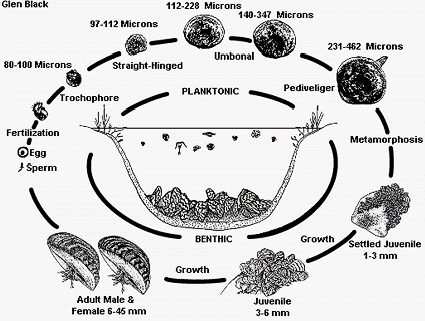 Glen Black
112-228 Microns
97-112 Microns
140-347 Microns
231-462 Microns
80-100 Microns
Straight-Hinged
Umbonal
Trochophore
PLANKTONIC
Pediveliger
Fertilization
Metamorphosis
Egg
Sperm
BENTHIC
Growth
Settled Juvenile
1-3 mm
Growth
Adult Male &
Female 6-45 mm
Juvenile
3-6 mm